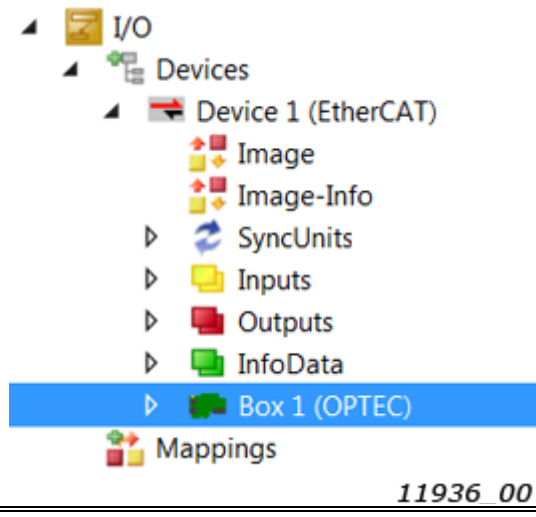 I/O
Devices
Device 1 (EtherCAT)
Image
Image-Info
SyncUnits
Inputs
Outputs
InfoData
Box 1 (OPTEC)
Mappings
11936_00